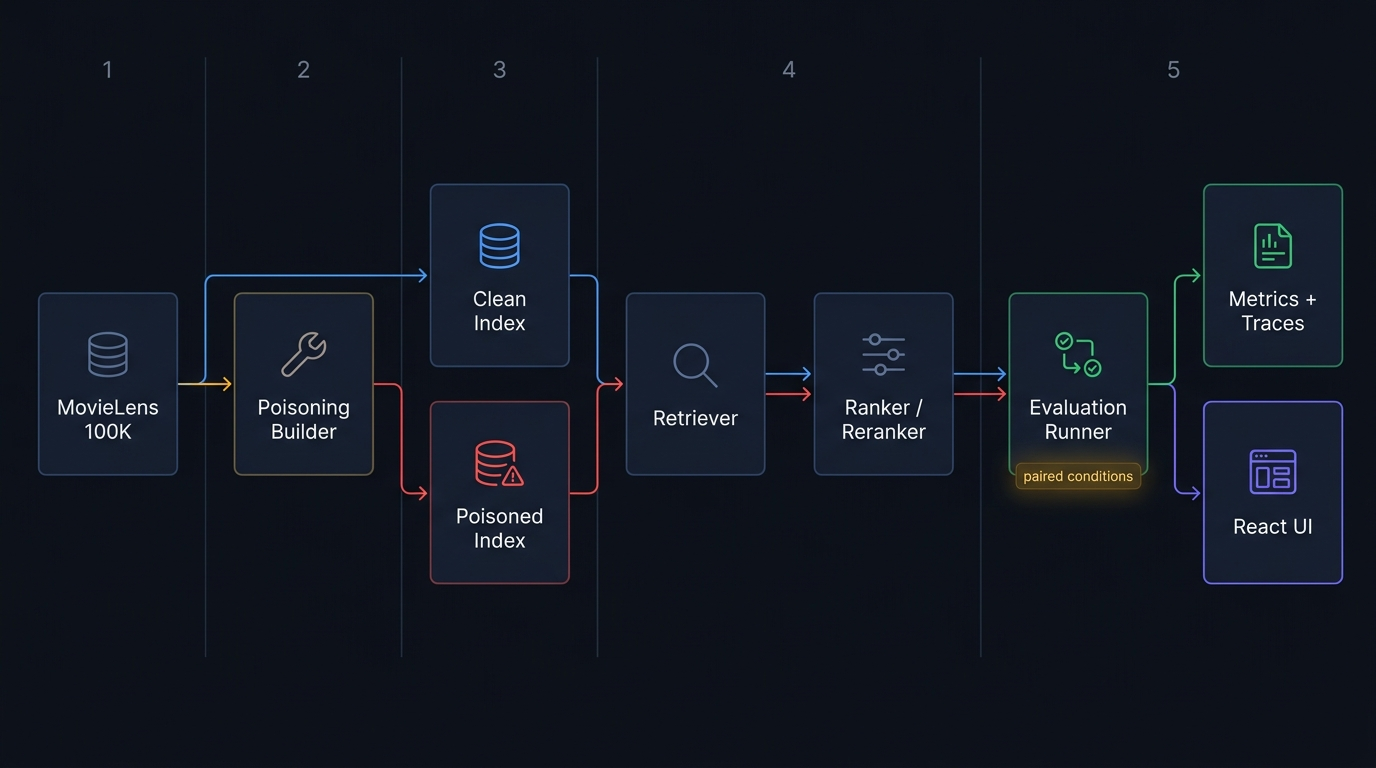 1
2
3
4
5
MovieLens
100K
Poisoning
Builder
Clean
Index
Poisoned
Index
Retriever
Ranker /
Reranker
Evaluation
Runner
paired conditions
Metrics +
Traces
React UI